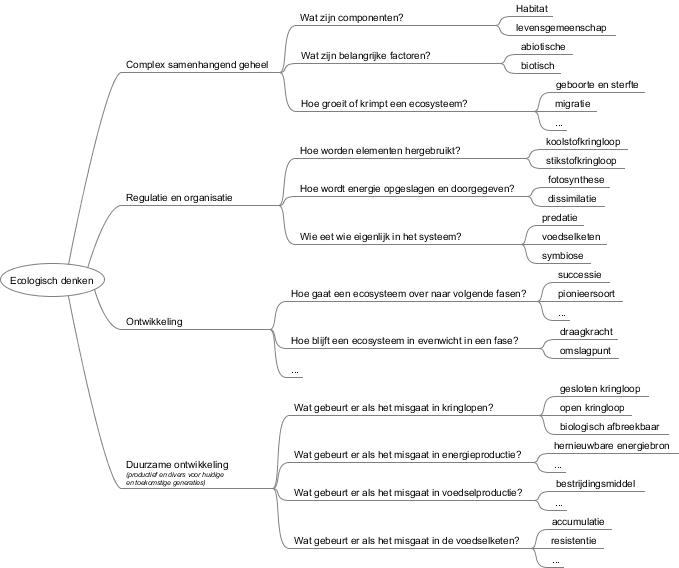 Ecologisch denken
Complex samenhangend geheel
Wat zijn componenten?
Habitat
levensgemeenschap
Wat zijn belangrijke factoren?
abiotische
biotisch
Hoe groeit of krimpt een ecosysteem?
geboorte en sterfte
migratie
...
Regulatie en organisatie
Hoe worden elementen hergebruikt?
koolstofkringloop
stikstofkringloop
Hoe wordt energie opgeslagen en doorgegeven?
fotosynthese
dissimilatie
Wie eet wie eigenlijk in het systeem?
predatie
voedselketen
symbiose
Ontwikkeling
Hoe gaat een ecosysteem over naar volgende fasen?
successie
pionieersoort
...
Hoe blijft een ecosysteem in evenwicht in een fase?
draagkracht
omslagpunt
...
Duurzame ontwikkeling
(productief en divers voor huidige
en toekomstige generaties)
Wat gebeurt er als het misgaat in kringlopen?
gesloten kringloop
open kringloop
biologisch afbreekbaar
Wat gebeurt er als het misgaat in energieproductie?
hernieuwbare energiebron
...
Wat gebeurt er als het misgaat in voedselproductie?
bestrijdingsmiddel
...
Wat gebeurt er als het misgaat in de voedselketen?
accumulatie
resistentie
...